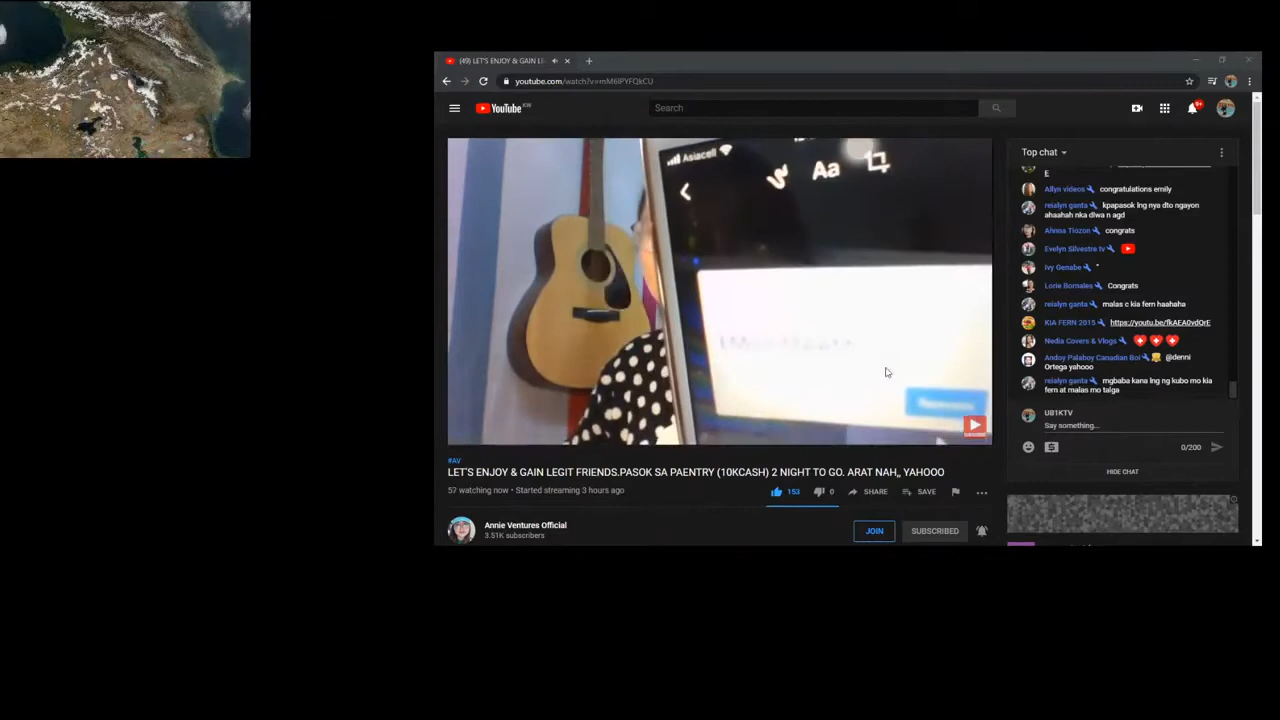 (49) LET'S ENJOY & GAIN LE
youtube.com/watch?v=mM6lPYFQkCU
YouTube KW
Search
9+
Asiacell
Aa
#AV
LET'S ENJOY & GAIN LEGIT FRIENDS.PASOK SA PAENTRY (10KCASH) 2 NIGHT TO GO. ARAT NAH,, YAHOOO
57 watching now • Started streaming 3 hours ago
153 0 SHARE SAVE
Annie Ventures Official
3.51K subscribers
JOIN SUBSCRIBED
Top chat
E
Allyn videos congratulations emily
reialyn ganta kpapasok lng nya dto ngayon
ahaahah nka diwa n agd
Ahnna Tiozon congrats
Evelyn Silvestre tv
Ivy Genabe
Lorie Bornales Congrats
reialyn ganta malas c kia fern haahaha
KIA FERN 2015 https://youtu.be/fkAEA0vdQrE
Nedia Covers & Vlogs
Andoy Palaboy Canadian Boi @denni
Ortega yahooo
reialyn ganta mgbaba kana lng ng kubo mo kia
fern at malas mo talga
UB1KTV
Say something...
0/200
HIDE CHAT